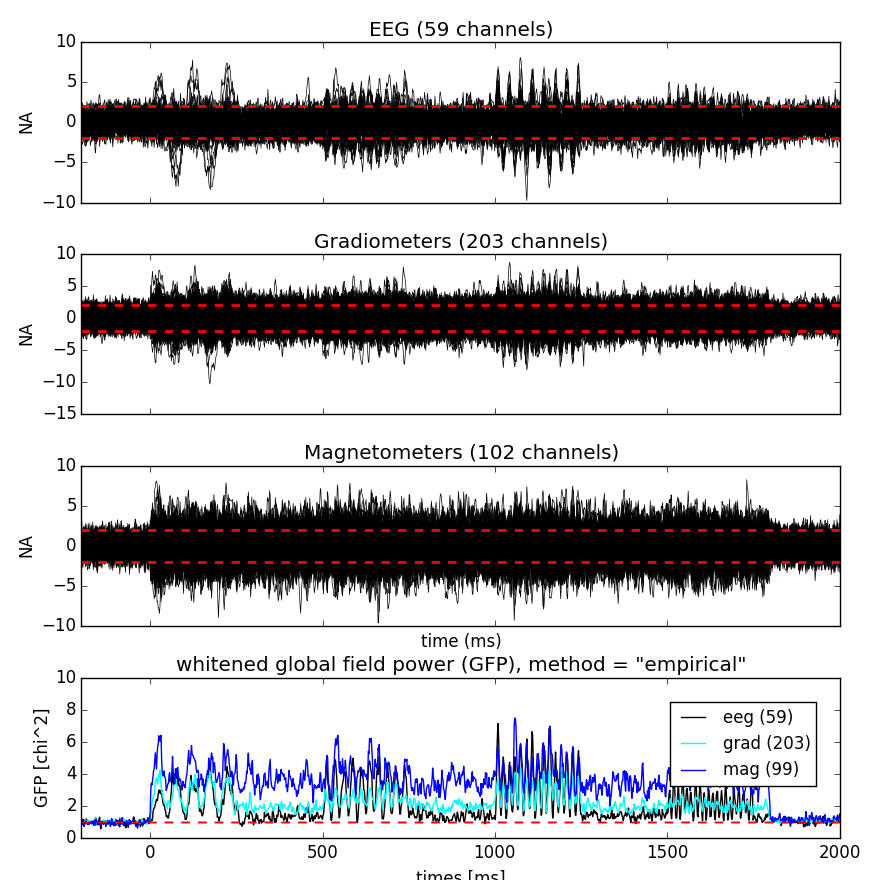 EEG (59 channels)
10
5
0
−5
−10
NA
Gradiometers (203 channels)
10
5
0
−5
−10
−15
NA
Magnetometers (102 channels)
10
5
0
−5
−10
NA
time (ms)
whitened global field power (GFP), method = "empirical"
10
8
6
4
2
0
GFP [chi^2]
eeg (59)
grad (203)
mag (99)
0 500 1000 1500 2000
times [ms]